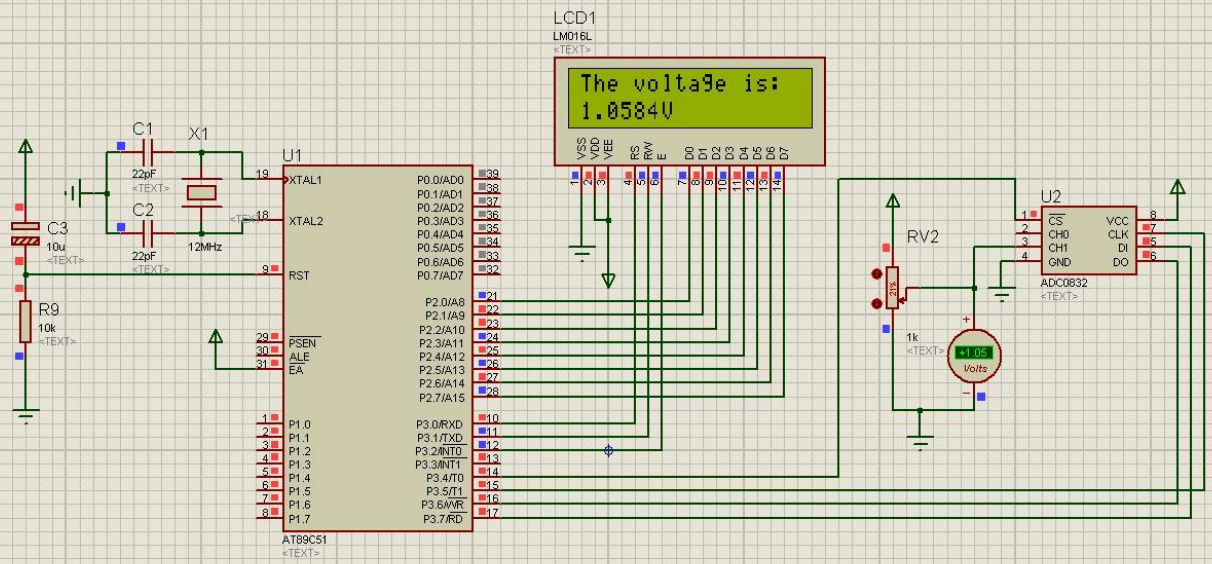 LCD1
LM016L
<TEXT>
The voltage is:
1.0584V
VSS VDD VEE RS RW E D0 D1 D2 D3 D4 D5 D6 D7
1 2 3 4 5 6 7 8 9 10 11 12 13 14
C1
22pF
<TEXT>
X1
12MHz
<TEXT>
C2
22pF
<TEXT>
C3
10u
<TEXT>
R9
10k
<TEXT>
U1
19 XTAL1
18 XTAL2
9 RST
29 PSEN
30 ALE
31 EA
1 P1.0
2 P1.1
3 P1.2
4 P1.3
5 P1.4
6 P1.5
7 P1.6
8 P1.7
P0.0/AD0 39
P0.1/AD1 38
P0.2/AD2 37
P0.3/AD3 36
P0.4/AD4 35
P0.5/AD5 34
P0.6/AD6 33
P0.7/AD7 32
P2.0/A8 21
P2.1/A9 22
P2.2/A10 23
P2.3/A11 24
P2.4/A12 25
P2.5/A13 26
P2.6/A14 27
P2.7/A15 28
P3.0/RXD 10
P3.1/TXD 11
P3.2/INT0 12
P3.3/INT1 13
P3.4/T0 14
P3.5/T1 15
P3.6/WR 16
P3.7/RD 17
AT89C51
<TEXT>
RV2
21%
1k
<TEXT>
+1.05
Volts
U2
1 CS
2 CH0
3 CH1
4 GND
VCC 8
CLK 7
DI 5
DO 6
ADC0832
<TEXT>